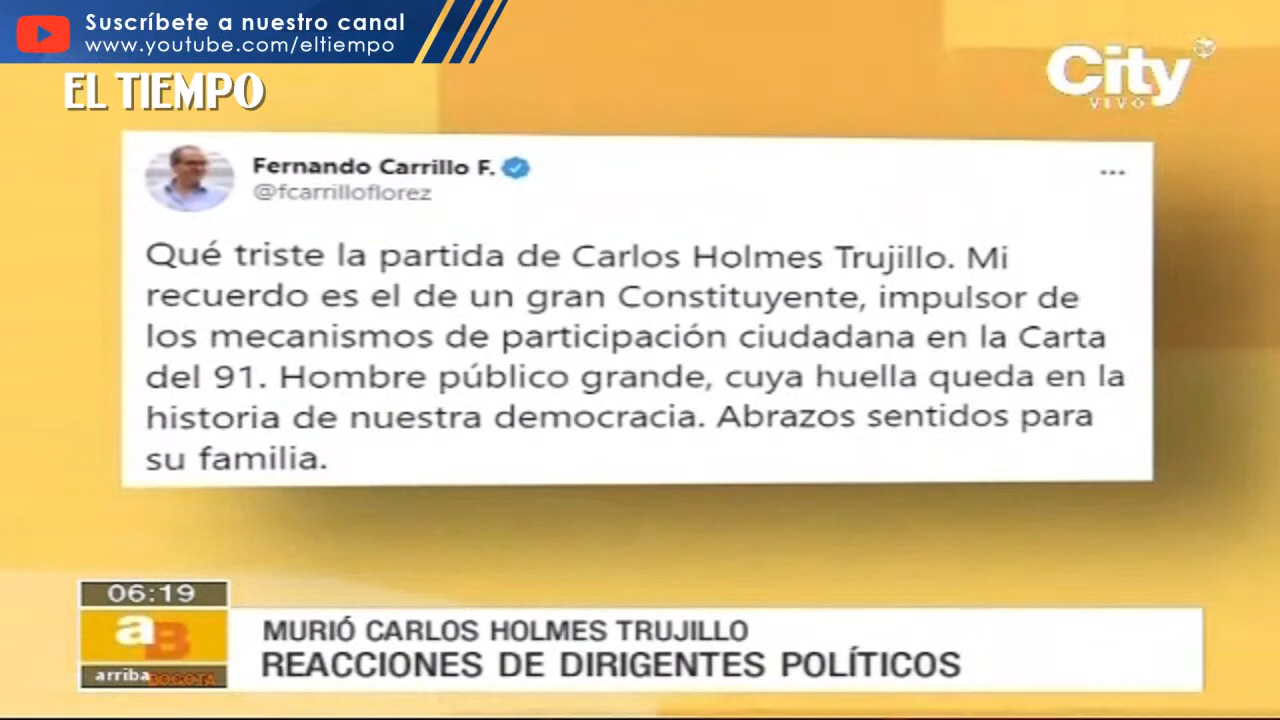 Suscríbete a nuestro canal
www.youtube.com/eltiempo
EL TIEMPO
City
VIVO
Fernando Carrillo F.
@fcarrilloflorez
Qué triste la partida de Carlos Holmes Trujillo. Mi
recuerdo es el de un gran Constituyente, impulsor de
los mecanismos de participación ciudadana en la Carta
del 91. Hombre público grande, cuya huella queda en la
historia de nuestra democracia. Abrazos sentidos para
su familia.
06:19
aB
arriba BOGOTÁ
MURIÓ CARLOS HOLMES TRUJILLO
REACCIONES DE DIRIGENTES POLÍTICOS